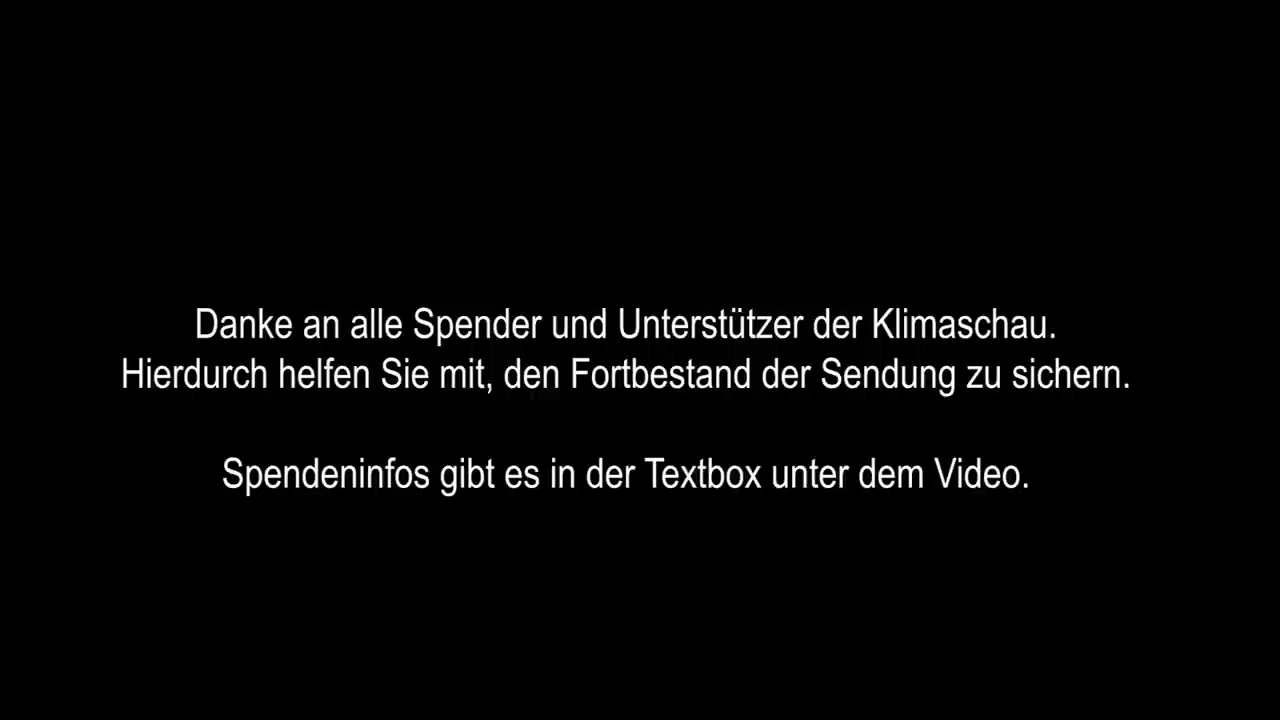 Danke an alle Spender und Unterstützer der Klimaschau.
Hierdurch helfen Sie mit, den Fortbestand der Sendung zu sichern.
Spendeninfos gibt es in der Textbox unter dem Video.